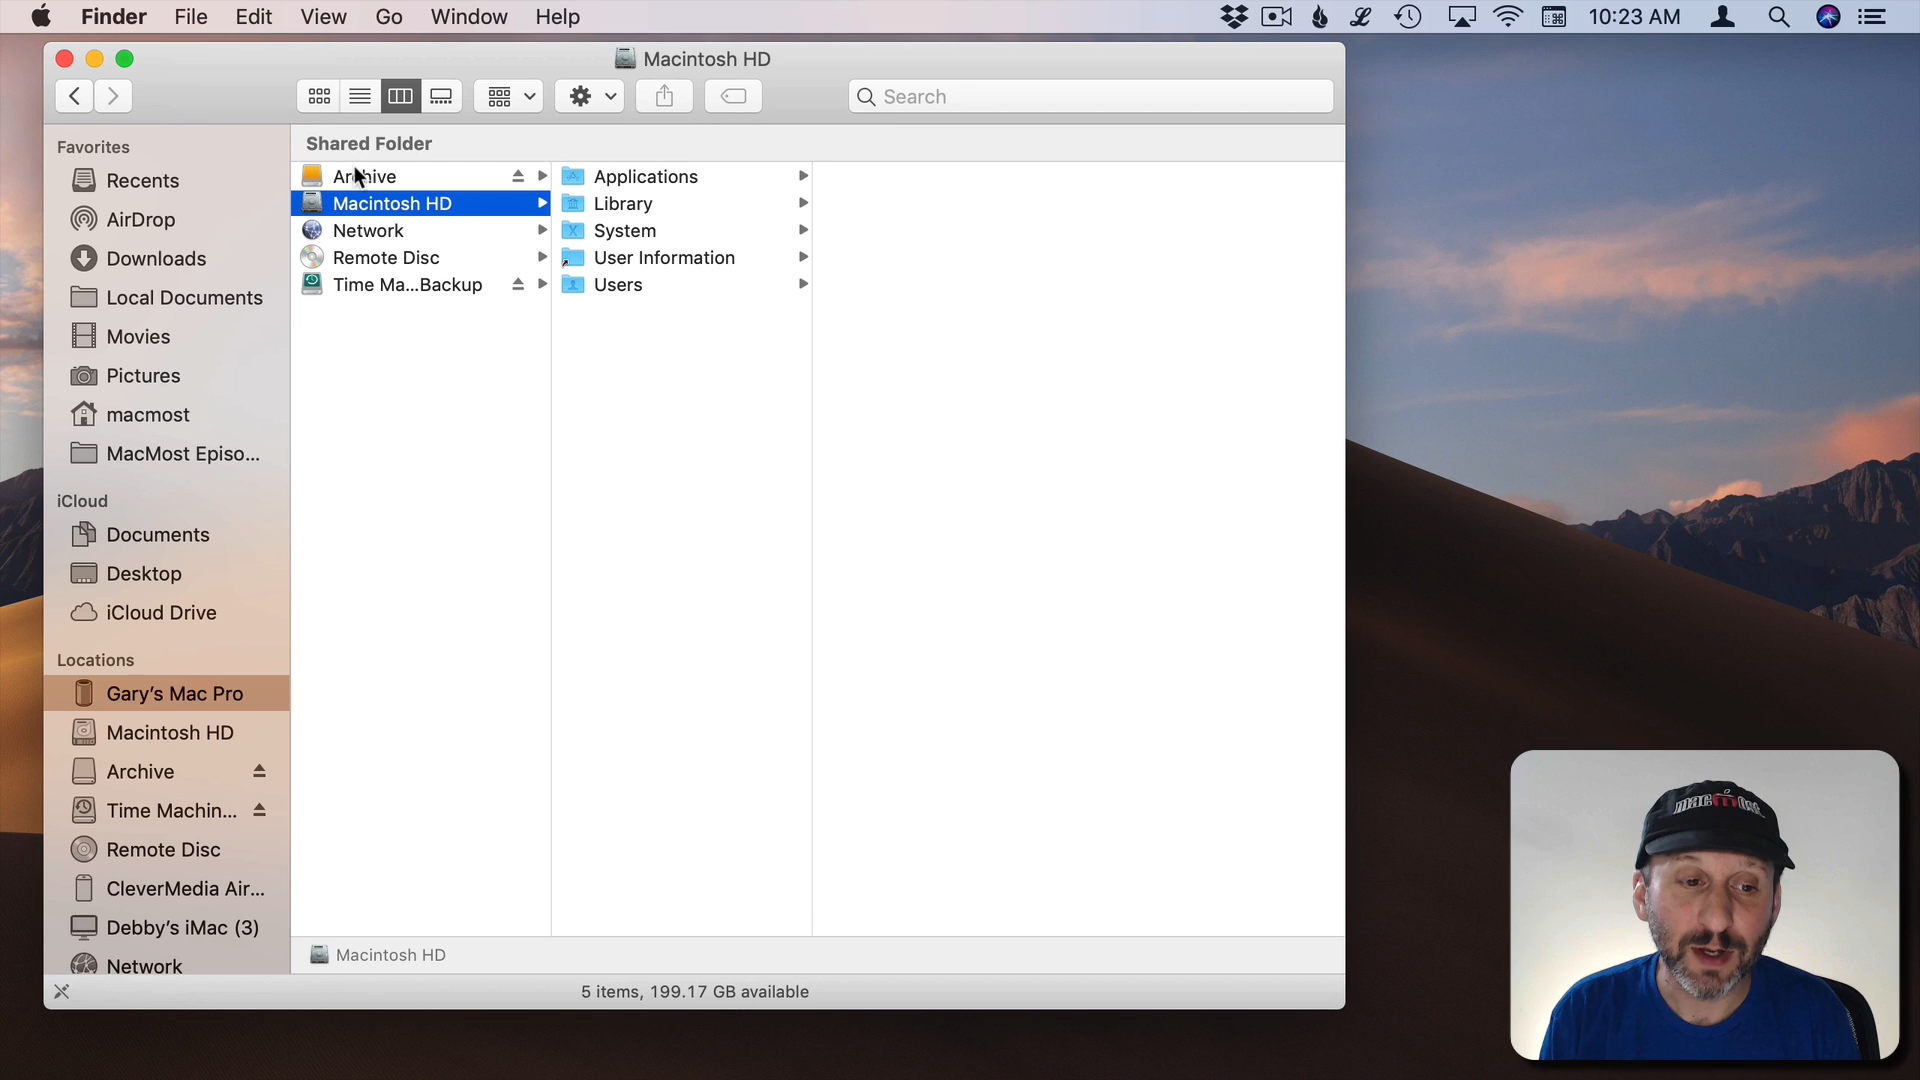 Finder File Edit View Go Window Help
10:23 AM
Macintosh HD
Search
Favorites
Recents
AirDrop
Downloads
Local Documents
Movies
Pictures
macmost
MacMost Episo...
iCloud
Documents
Desktop
iCloud Drive
Locations
Gary's Mac Pro
Macintosh HD
Archive
Time Machin...
Remote Disc
CleverMedia Air...
Debby's iMac (3)
Network
Shared Folder
Archive
Macintosh HD
Network
Remote Disc
Time Ma...Backup
Applications
Library
System
User Information
Users
Macintosh HD
5 items, 199.17 GB available
macmost